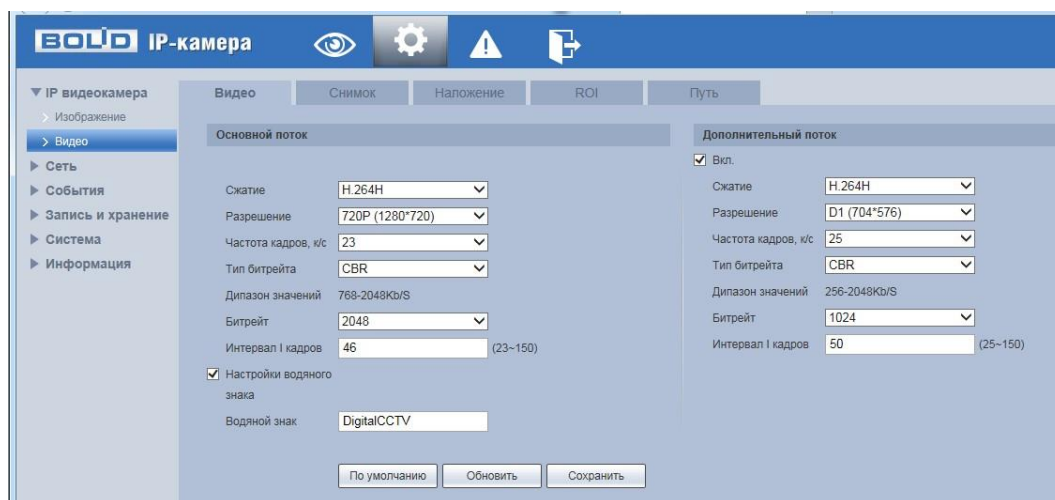 BOLID IP-камера
IP видеокамера
Изображение
Видео
Сеть
События
Запись и хранение
Система
Информация
Видео
Снимок
Наложение
ROI
Путь
Основной поток
Сжатие H.264H
Разрешение 720P (1280*720)
Частота кадров, к/с 23
Тип битрейта CBR
Дипазон значений 768-2048Kb/S
Битрейт 2048
Интервал I кадров 46 (23~150)
Настройки водяного
знака
Водяной знак DigitalCCTV
По умолчанию Обновить Сохранить
Дополнительный поток
Вкл.
Сжатие H.264H
Разрешение D1 (704*576)
Частота кадров, к/с 25
Тип битрейта CBR
Дипазон значений 256-2048Kb/S
Битрейт 1024
Интервал I кадров 50 (25~150)